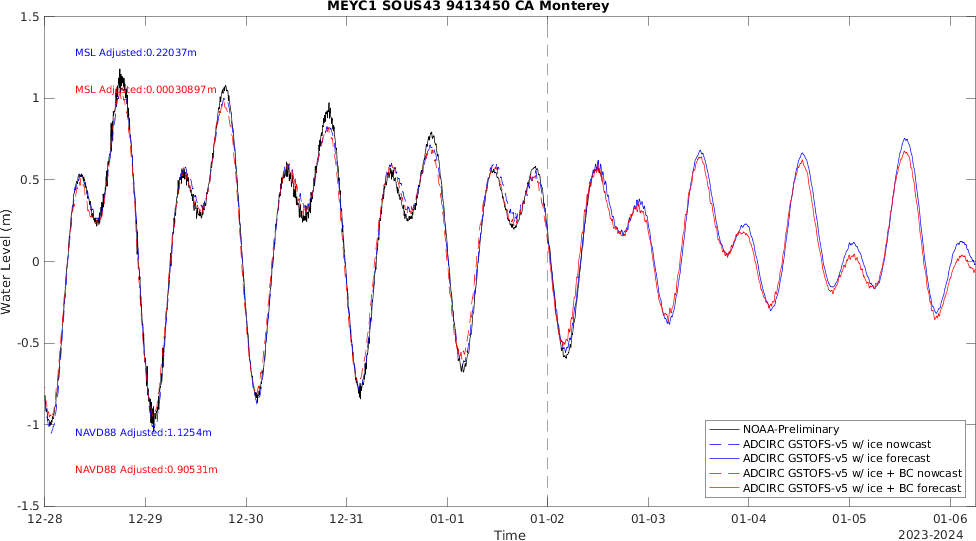 MEYC1 SOUS43 9413450 CA Monterey
1.5
MSL Adjusted:0.22037m
MSL Adjusted:0.00030897m
1
0.5
0
-0.5
-1
-1.5
Water Level (m)
NAVD88 Adjusted:1.1254m
NAVD88 Adjusted:0.90531m
NOAA-Preliminary
ADCIRC GSTOFS-v5 w/ ice nowcast
ADCIRC GSTOFS-v5 w/ ice forecast
ADCIRC GSTOFS-v5 w/ ice + BC nowcast
ADCIRC GSTOFS-v5 w/ ice + BC forecast
12-28 12-29 12-30 12-31 01-01 01-02 01-03 01-04 01-05 01-06
Time
2023-2024